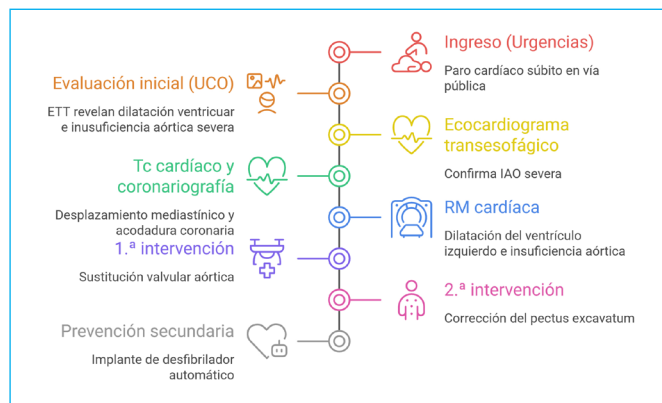 Ingreso (Urgencias)
Paro cardíaco súbito en vía
pública
Evaluación inicial (UCO)
ETT revelan dilatación ventricuar
e inusuficiencia aórtica severa
Ecocardiograma
transesofágico
Confirma IAO severa
Tc cardíaco y
coronariografía
Desplazamiento mediastínico y
acodadura coronaria
RM cardíaca
Dilatación del ventrículo
izquierdo e insuficiencia aórtica
1.ª intervención
Sustitución valvular aórtica
2.ª intervención
Corrección del pectus excavatum
Prevención secundaria
Implante de desfibrilador
automático